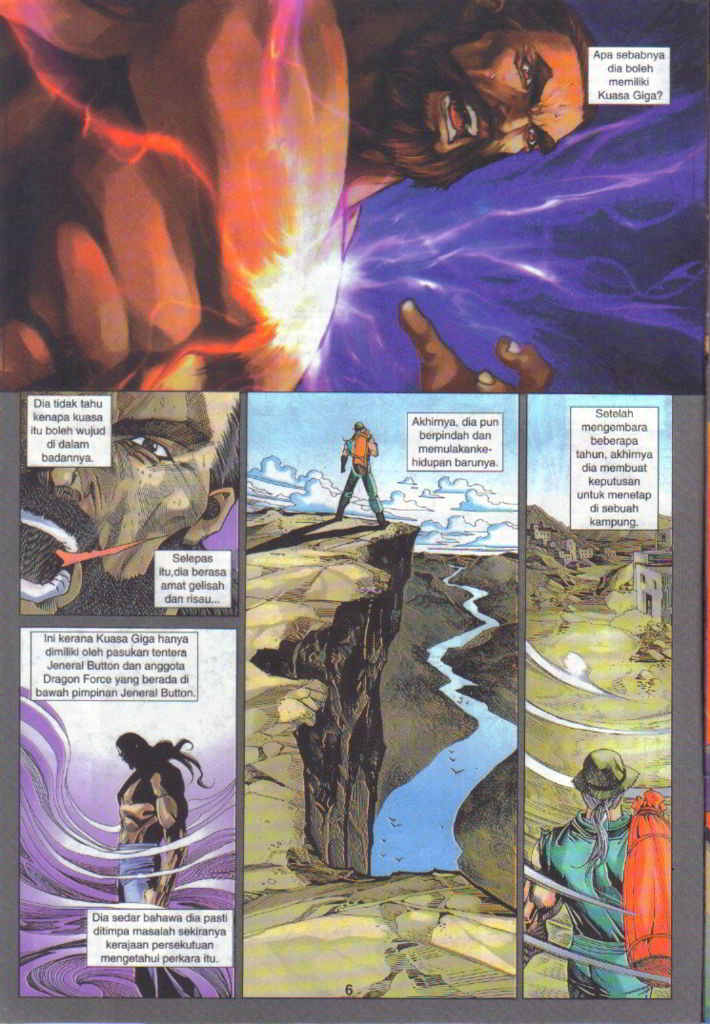 Apa sebabnya
dia boleh
memiliki
Kuasa Giga?
Dia tidak tahu
kenapa kuasa
itu boleh wujud
di dalam
badannya.
Selepas
itu,dia berasa
amat gelisah
dan risau...
Ini kerana Kuasa Giga hanya
dimiliki oleh pasukan tentera
Jeneral Button dan anggota
Dragon Force yang berada di
bawah pimpinan Jeneral Button.
Dia sedar bahawa dia pasti
ditimpa masalah sekiranya
kerajaan persekutuan
mengetahui perkara itu.
Akhirnya, dia pun
berpindah dan
memulakanke-
hidupan barunya.
Setelah
mengembara
beberapa
tahun, akhirnya
dia membuat
keputusan
untuk menetap
di sebuah
kampung.
6